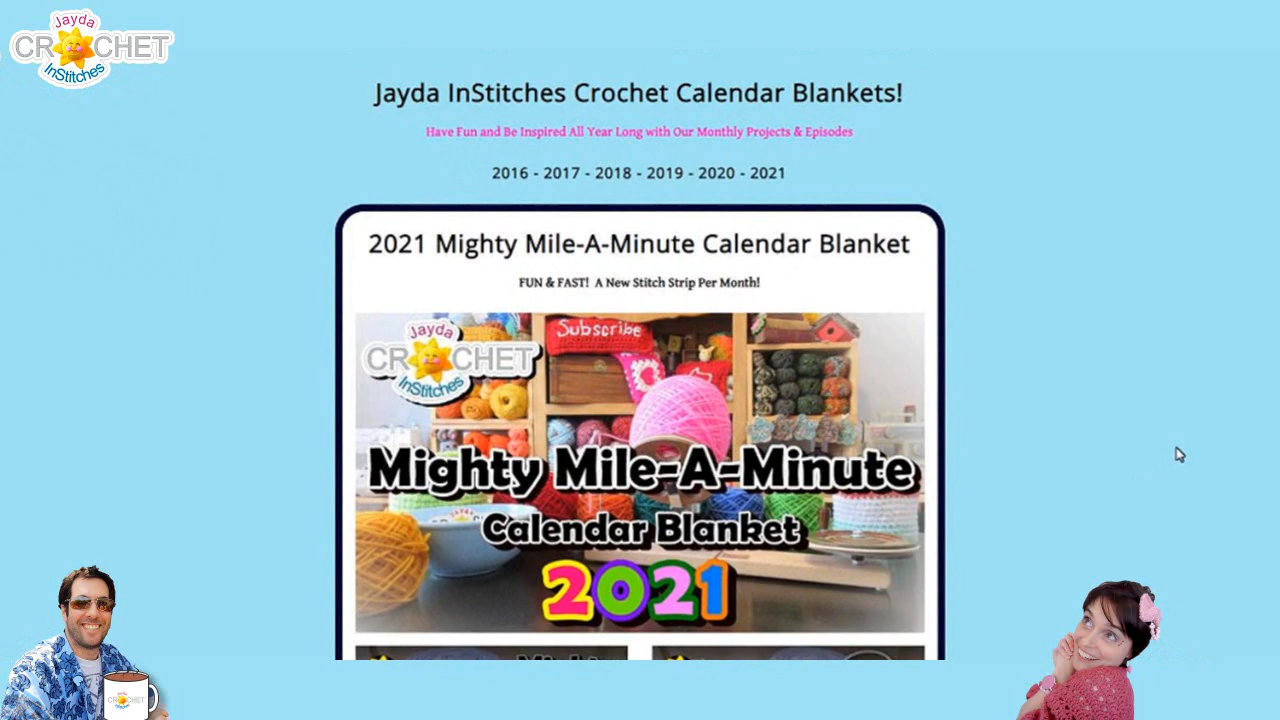 Jayda
CROCHET
InStitches
Jayda InStitches Crochet Calendar Blankets!
Have Fun and Be Inspired All Year Long with Our Monthly Projects & Episodes
2016 - 2017 - 2018 - 2019 - 2020 - 2021
2021 Mighty Mile-A-Minute Calendar Blanket
FUN & FAST! A New Stitch Strip Per Month!
Subscribe
Jayda
CROCHET
InStitches
Mighty Mile-A-Minute
Calendar Blanket
2021
Jayda
CROCHET